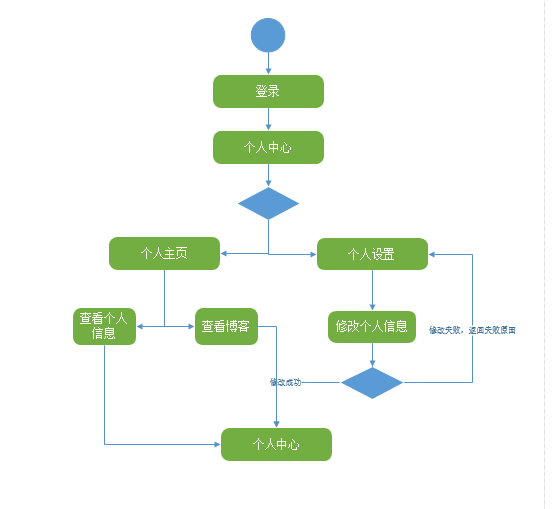 登录
个人中心
个人主页
个人设置
查看个人
信息
查看博客
修改个人信息
修改失败，返回失败原因
修改成功
个人中心